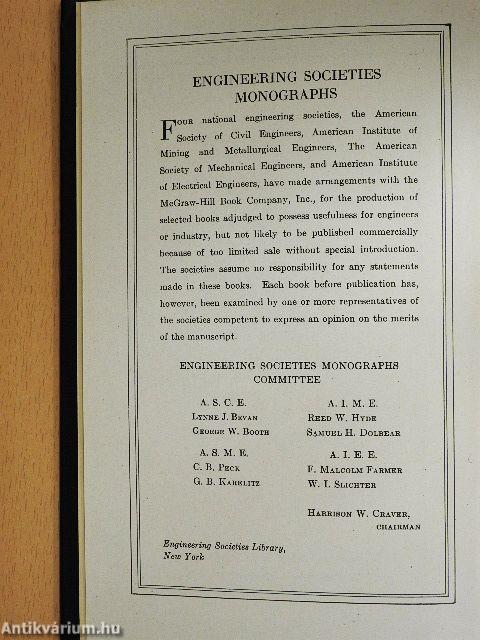 ENGINEERING SOCIETIES
MONOGRAPHS
Four national engineering societies, the American
Society of Civil Engineers, American Institute of
Mining and Metallurgical Engineers, The American
Society of Mechanical Engineers, and American Institute
of Electrical Engineers, have made arrangements with the
McGraw-Hill Book Company, Inc., for the production of
selected books adjudged to possess usefulness for engineers
or industry, but not likely to be published commercially
because of too limited sale without special introduction.
The societies assume no responsibility for any statements
made in these books. Each book before publication has,
however, been examined by one or more representatives of
the societies competent to express an opinion on the merits
of the manuscript.
ENGINEERING SOCIETIES MONOGRAPHS
COMMITTEE
A. S. C. E.
Lynne J. Bevan
George W. Booth
A. I. M. E.
Reed W. Hyde
Samuel H. Dolbear
A. S. M. E.
C. B. Peck
G. B. Karelitz
A. I. E. E.
F. Malcolm Farmer
W. I. Slichter
Harrison W. Craver,
CHAIRMAN
Engineering Societies Library,
New York
Antikvárium.hu